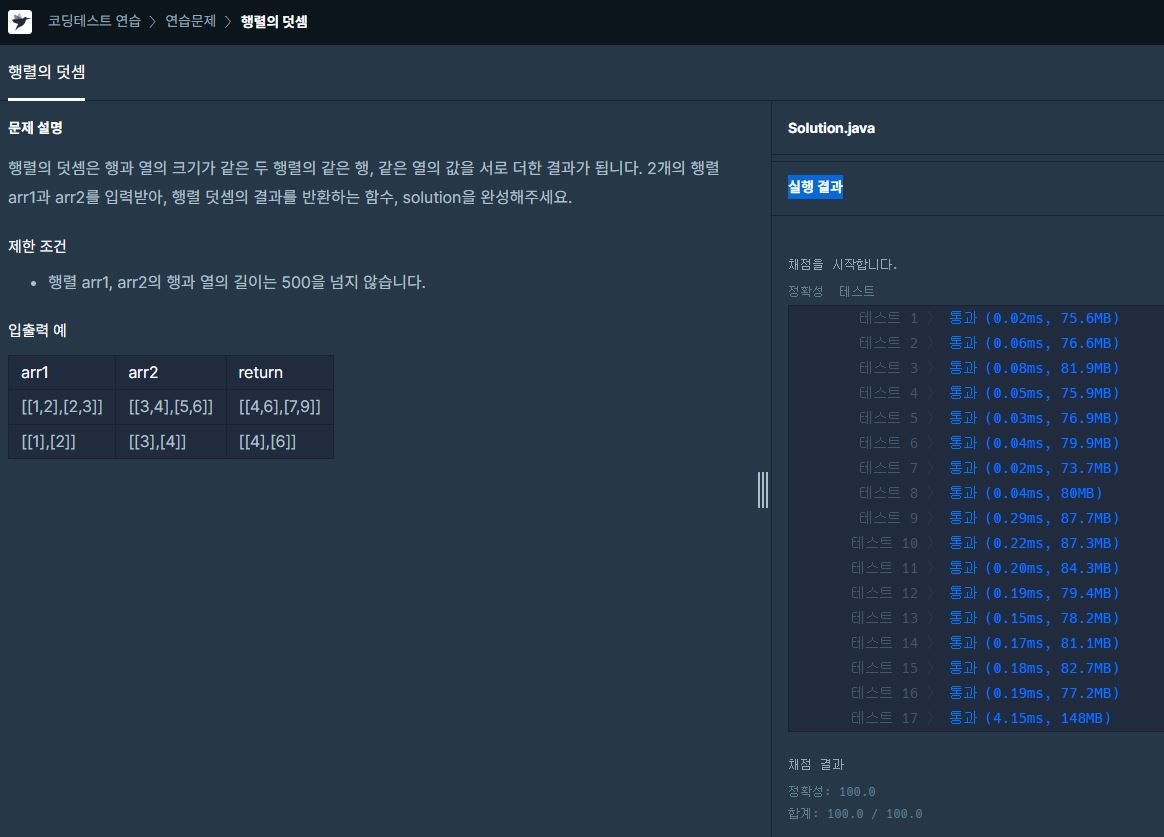 코딩테스트 연습 〉 연습문제 〉 행렬의 덧셈
행렬의 덧셈
문제 설명
행렬의 덧셈은 행과 열의 크기가 같은 두 행렬의 같은 행, 같은 열의 값을 서로 더한 결과가 됩니다. 2개의 행렬
arr1과 arr2를 입력받아, 행렬 덧셈의 결과를 반환하는 함수, solution을 완성해주세요.
제한 조건
• 행렬 arr1, arr2의 행과 열의 길이는 500을 넘지 않습니다.
입출력 예
arr1 arr2 return
[[1,2],[2,3]] [[3,4],[5,6]] [[4,6],[7,9]]
[[1],[2]] [[3],[4]] [[4],[6]]
Solution.java
실행 결과
채점을 시작합니다.
정확성 테스트
테스트 1 〉 통과 (0.02ms, 75.6MB)
테스트 2 〉 통과 (0.06ms, 76.6MB)
테스트 3 〉 통과 (0.08ms, 81.9MB)
테스트 4 〉 통과 (0.05ms, 75.9MB)
테스트 5 〉 통과 (0.03ms, 76.9MB)
테스트 6 〉 통과 (0.04ms, 79.9MB)
테스트 7 〉 통과 (0.02ms, 73.7MB)
테스트 8 〉 통과 (0.04ms, 80MB)
테스트 9 〉 통과 (0.29ms, 87.7MB)
테스트 10 〉 통과 (0.22ms, 87.3MB)
테스트 11 〉 통과 (0.20ms, 84.3MB)
테스트 12 〉 통과 (0.19ms, 79.4MB)
테스트 13 〉 통과 (0.15ms, 78.2MB)
테스트 14 〉 통과 (0.17ms, 81.1MB)
테스트 15 〉 통과 (0.18ms, 82.7MB)
테스트 16 〉 통과 (0.19ms, 77.2MB)
테스트 17 〉 통과 (4.15ms, 148MB)
채점 결과
정확성: 100.0
합계: 100.0 / 100.0